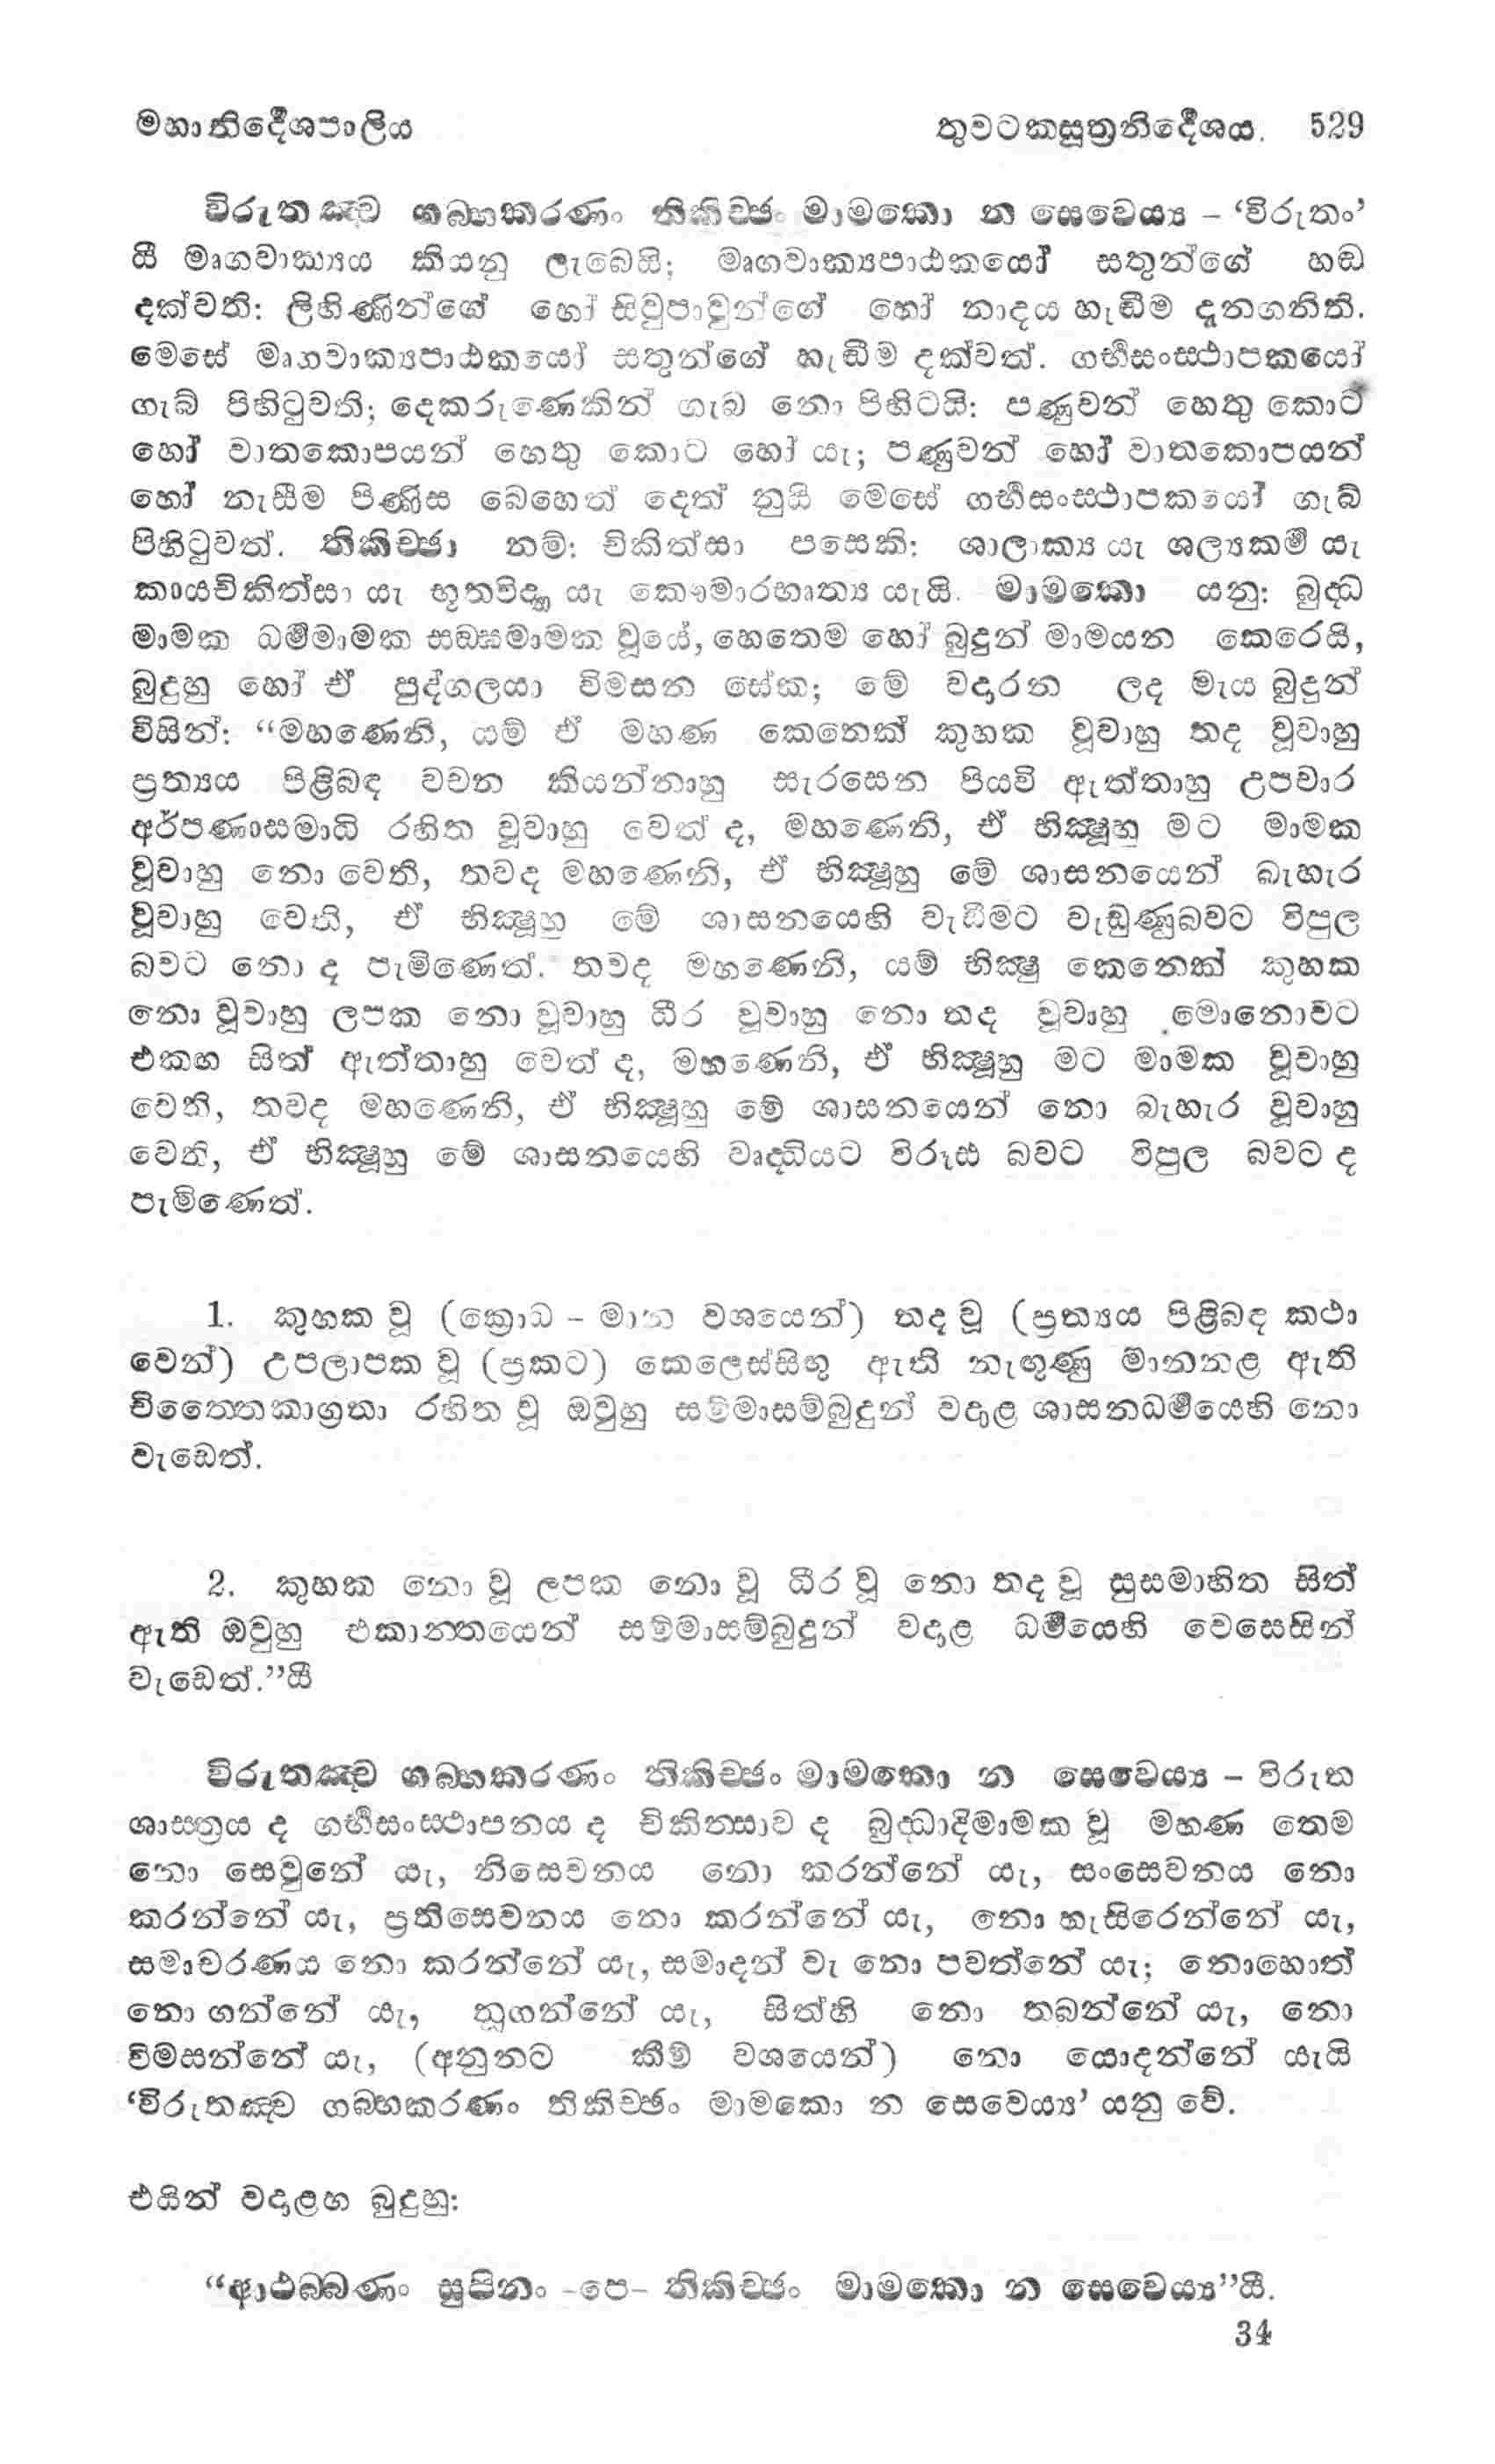 මහානිර්දේශපාලිය
තුවටකසූත්‍රනිර්දේශය. 529
විරුතඤ්ච ගබ්භකරණං තිකිච්ඡං මාමකො න සෙවෙය්‍ය – ‘විරුතං’
යි මෘගවාක්‍යය කියනු ලැබෙයි; මෘගවාක්‍යපාඨකයෝ සතුන්ගේ හඬ
දක්වති: ලිහිණින්ගේ හෝ සිවුපාවුන්ගේ හෝ නාදය හැඬීම දැනගනිති.
මෙසේ මෘගවාක්‍යපාඨකයෝ සතුන්ගේ හැඬීම දක්වත්. ගර්භසංස්ථාපකයෝ
ගැබ් පිහිටුවති; දෙකරුණෙකින් ගැබ නො පිහිටයි: පණුවන් හෙතු කොට
හෝ වාතකොපයන් හෙතු කොට හෝ යැ; පණුවන් හෝ වාතකොපයන්
හෝ නැසීම පිණිස බෙහෙත් දෙත් නුයි මෙසේ ගර්භසංස්ථාපකයෝ ගැබ්
පිහිටුවත්. තිකිච්ඡා නම්: චිකිත්සා පසෙකි: ශාලාක්‍ය යැ ශල්‍යකර්ම යැ
කායචිකිත්සා යැ භූතවිද්‍යා යැ කෞමාරභෘත්‍ය යැයි. මාමකො යනු: බුද්ධ
මාමක ධර්මමාමක සඞ්ඝමාමක වූයේ, හෙතෙම හෝ බුදුන් මාමයන කෙරෙයි,
බුදුහු හෝ ඒ පුද්ගලයා විමසන සේක; මේ වදාරන ලද මැය බුදුන්
විසින්: “මහණෙනි, යම් ඒ මහණ කෙනෙක් කුහක වූවාහු තද වූවාහු
ප්‍රත්‍යය පිළිබඳ වචන කියන්නාහු සැරසෙන පියවි ඇත්තාහු උපචාර
අර්පණාසමාධි රහිත වූවාහු වෙත් ද, මහණෙනි, ඒ භික්‍ෂූහු මට මාමක
වූවාහු නො වෙති, තවද මහණෙනි, ඒ භික්‍ෂූහු මේ ශාසනයෙන් බැහැර
වූවාහු වෙති, ඒ භික්‍ෂූහු මේ ශාසනයෙහි වැඩීමට වැඩුණුබවට විපුල
බවට නො ද පැමිණෙත්. තවද මහණෙනි, යම් භික්‍ෂු කෙනෙක් කුහක
නො වූවාහු ලපක නො වූවාහු ධීර වූවාහු නො තද වූවාහු මොනොවට
එකඟ සිත් ඇත්තාහු වෙත් ද, මහණෙනි, ඒ භික්‍ෂූහු මට මාමක වූවාහු
වෙති, තවද මහණෙනි, ඒ භික්‍ෂූහු මේ ශාසනයෙන් නො බැහැර වූවාහු
වෙති, ඒ භික්‍ෂූහු මේ ශාසනයෙහි වෘද්ධියට විරූඪ බවට විපුල බවට ද
පැමිණෙත්.
1. කුහක වූ (ක්‍රොධ – මාන වශයෙන්) තද වූ (ප්‍රත්‍යය පිළිබඳ කථා
වෙන්) උපලාපක වූ (ප්‍රකට) කෙලෙස්සිඟු ඇති නැඟුණු මානනළ ඇති
චිත්තෛකාග්‍රතා රහිත වූ ඔවුහු සම්මාසම්බුදුන් වදාළ ශාසනධර්මයෙහි නො
වැඩෙත්.
2. කුහක නො වූ ලපක නො වූ ධීර වූ නො තද වූ සුසමාහිත සිත්
ඇති ඔවුහු එකාන්තයෙන් සම්මාසම්බුදුන් වදාළ ධර්මයෙහි වෙසෙසින්
වැඩෙත්.”යි
විරුතඤ්ච ගබ්භකරණං තිකිච්ඡං මාමකො න සෙවෙය්‍ය – විරුත
ශාස්ත්‍රය ද ගර්භසංස්ථාපනය ද චිකිත්සාව ද බුද්ධාදිමාමක වූ මහණ තෙම
නො සෙවුනේ යැ, නිසෙවනය නො කරන්නේ යැ, සංසෙවනය නො
කරන්නේ යැ, ප්‍රතිසෙවනය නො කරන්නේ යැ, නො හැසිරෙන්නේ යැ,
සමාචරණය නො කරන්නේ යැ, සමාදන් වැ නො පවත්නේ යැ; නොහොත්
නො ගන්නේ යැ, නූගන්නේ යැ, සිත්හි නො තබන්නේ යැ, නො
විමසන්නේ යැ, (අනුනට කීම් වශයෙන්) නො යොදන්නේ යැයි
‘විරුතඤ්ච ගබ්භකරණං තිකිච්ඡං මාමකො න සෙවෙය්‍ය’ යනු වේ.
එයින් වදාළහ බුදුහු:
“ආථබ්බණං සුපිනං -පෙ- තිකිච්ඡං මාමකො න සෙවෙය්‍ය”යි.
34